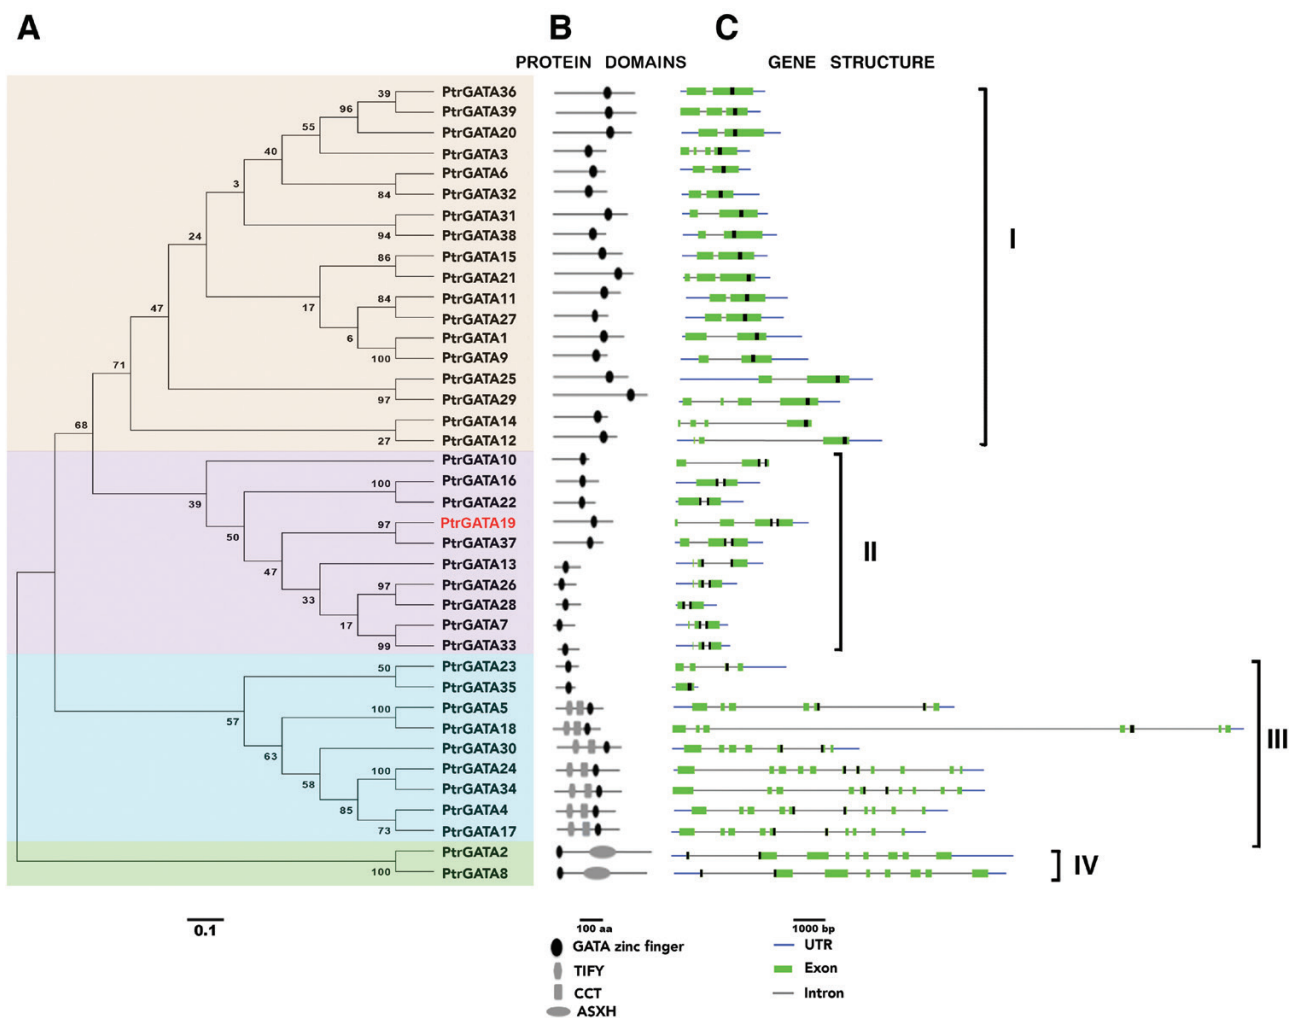 A
B
C
PROTEIN DOMAINS
GENE STRUCTURE
PtrGATA36
PtrGATA39
PtrGATA20
PtrGATA3
PtrGATA6
PtrGATA32
PtrGATA31
PtrGATA38
PtrGATA15
PtrGATA21
PtrGATA11
PtrGATA27
PtrGATA1
PtrGATA9
PtrGATA25
PtrGATA29
PtrGATA14
PtrGATA12
PtrGATA10
PtrGATA16
PtrGATA22
PtrGATA19
PtrGATA37
PtrGATA13
PtrGATA26
PtrGATA28
PtrGATA7
PtrGATA33
PtrGATA23
PtrGATA35
PtrGATA5
PtrGATA18
PtrGATA30
PtrGATA24
PtrGATA34
PtrGATA4
PtrGATA17
PtrGATA2
PtrGATA8
39
96
55
40
3
84
94
24
86
17
84
6
100
47
71
97
27
68
39
100
50
97
47
33
97
17
99
50
57
100
63
58
100
85
73
100
I
II
III
IV
0.1
100 aa
GATA zinc finger
TIFY
CCT
ASXH
1000 bp
UTR
Exon
Intron